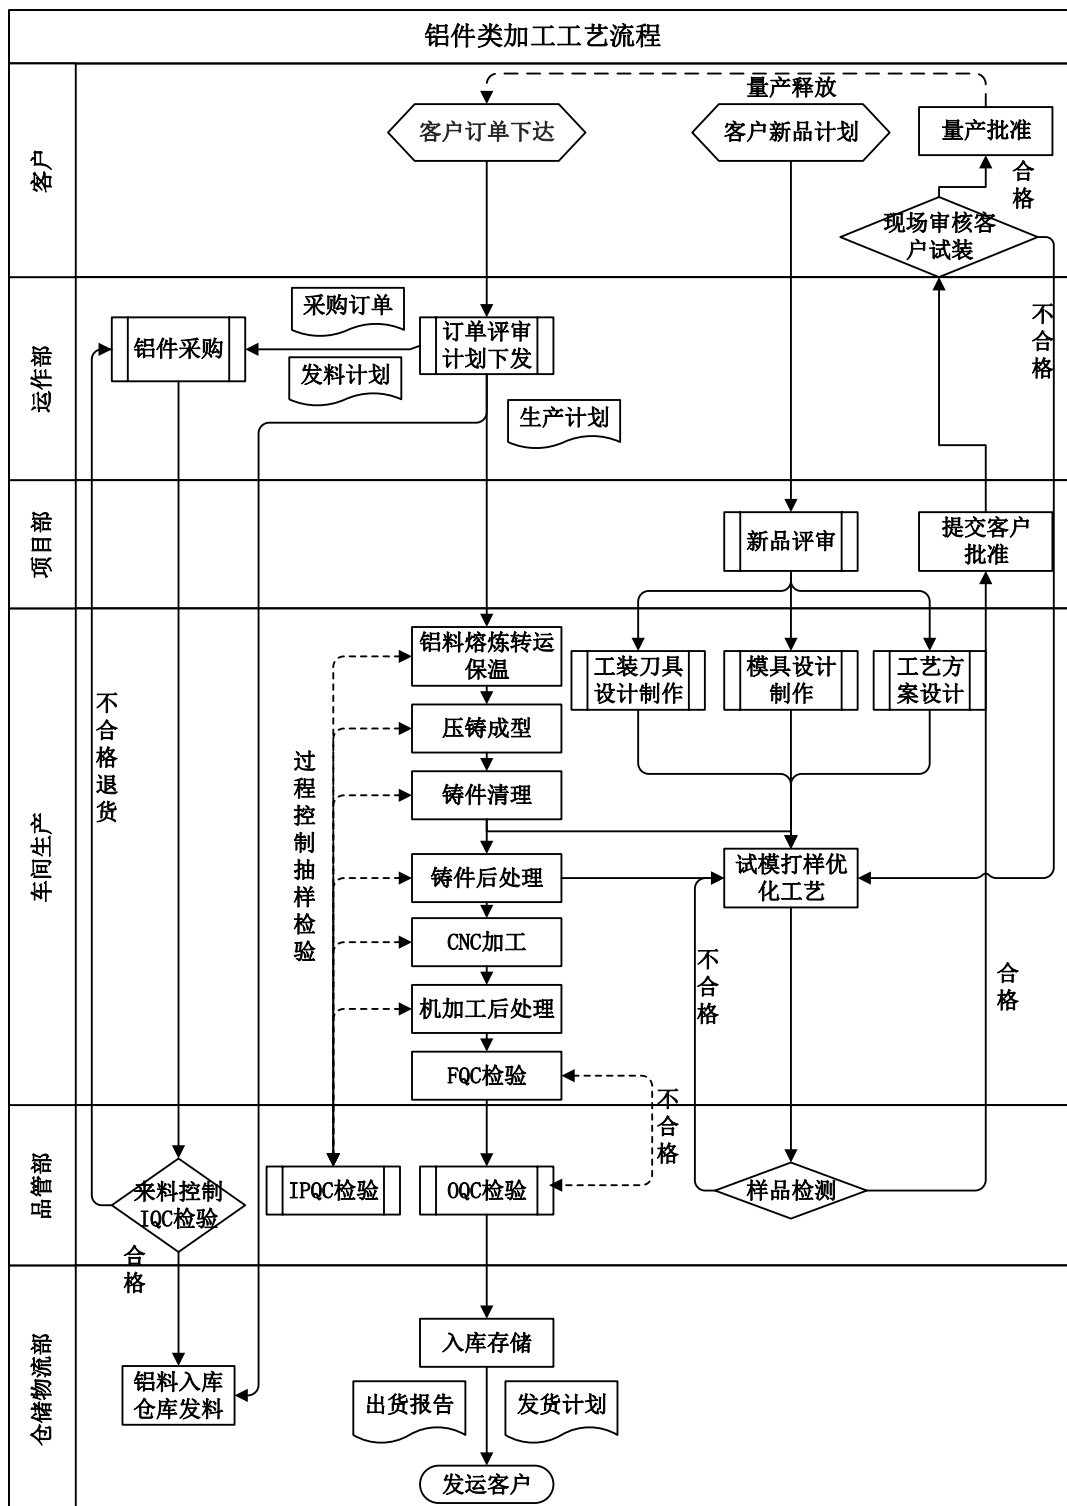 铝件类加工工艺流程
客户
量产释放
客户订单下达
客户新品计划
量产批准
合格
现场审核客
户试装
不合格
运作部
采购订单
铝件采购
订单评审
计划下发
发料计划
生产计划
项目部
新品评审
提交客户
批准
车间生产
铝料熔炼转运
保温
工装刀具
设计制作
模具设计
制作
工艺方
案设计
不合格退货
压铸成型
过程控制抽样检验
铸件清理
铸件后处理
试模打样优
化工艺
CNC加工
不合格
合格
机加工后处理
FQC检验
不合格
品管部
来料控制
IQC检验
IPQC检验
OQC检验
样品检测
合格
仓储物流部
入库存储
铝料入库
仓库发料
出货报告
发货计划
发运客户